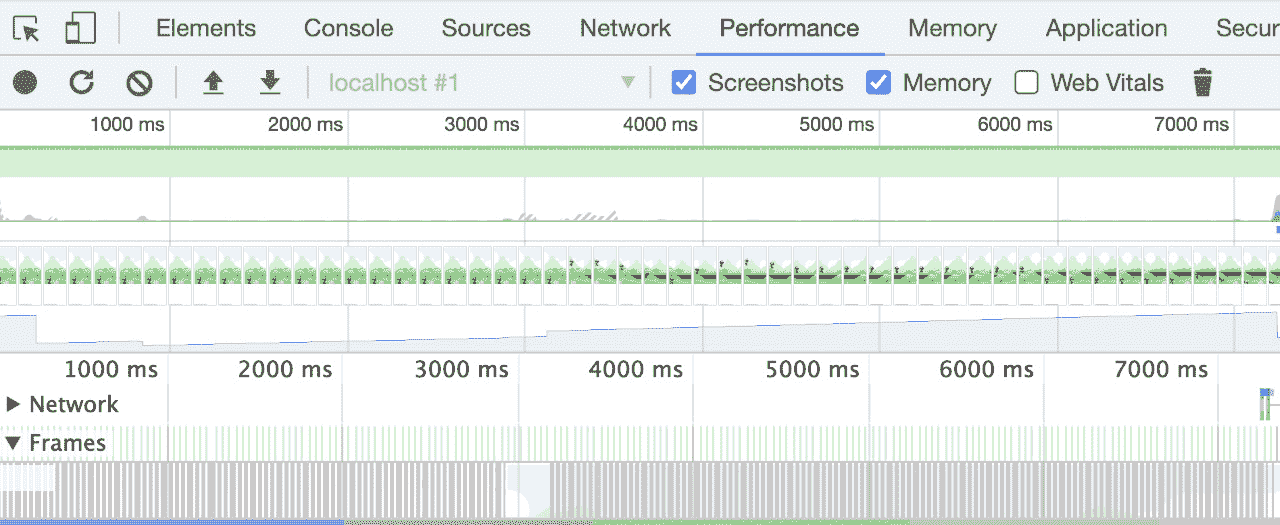 Elements Console Sources Network Performance Memory Application Secur
localhost #1 Screenshots Memory Web Vitals
1000 ms 2000 ms 3000 ms 4000 ms 5000 ms 6000 ms 7000 ms
1000 ms 2000 ms 3000 ms 4000 ms 5000 ms 6000 ms 7000 ms
Network
Frames